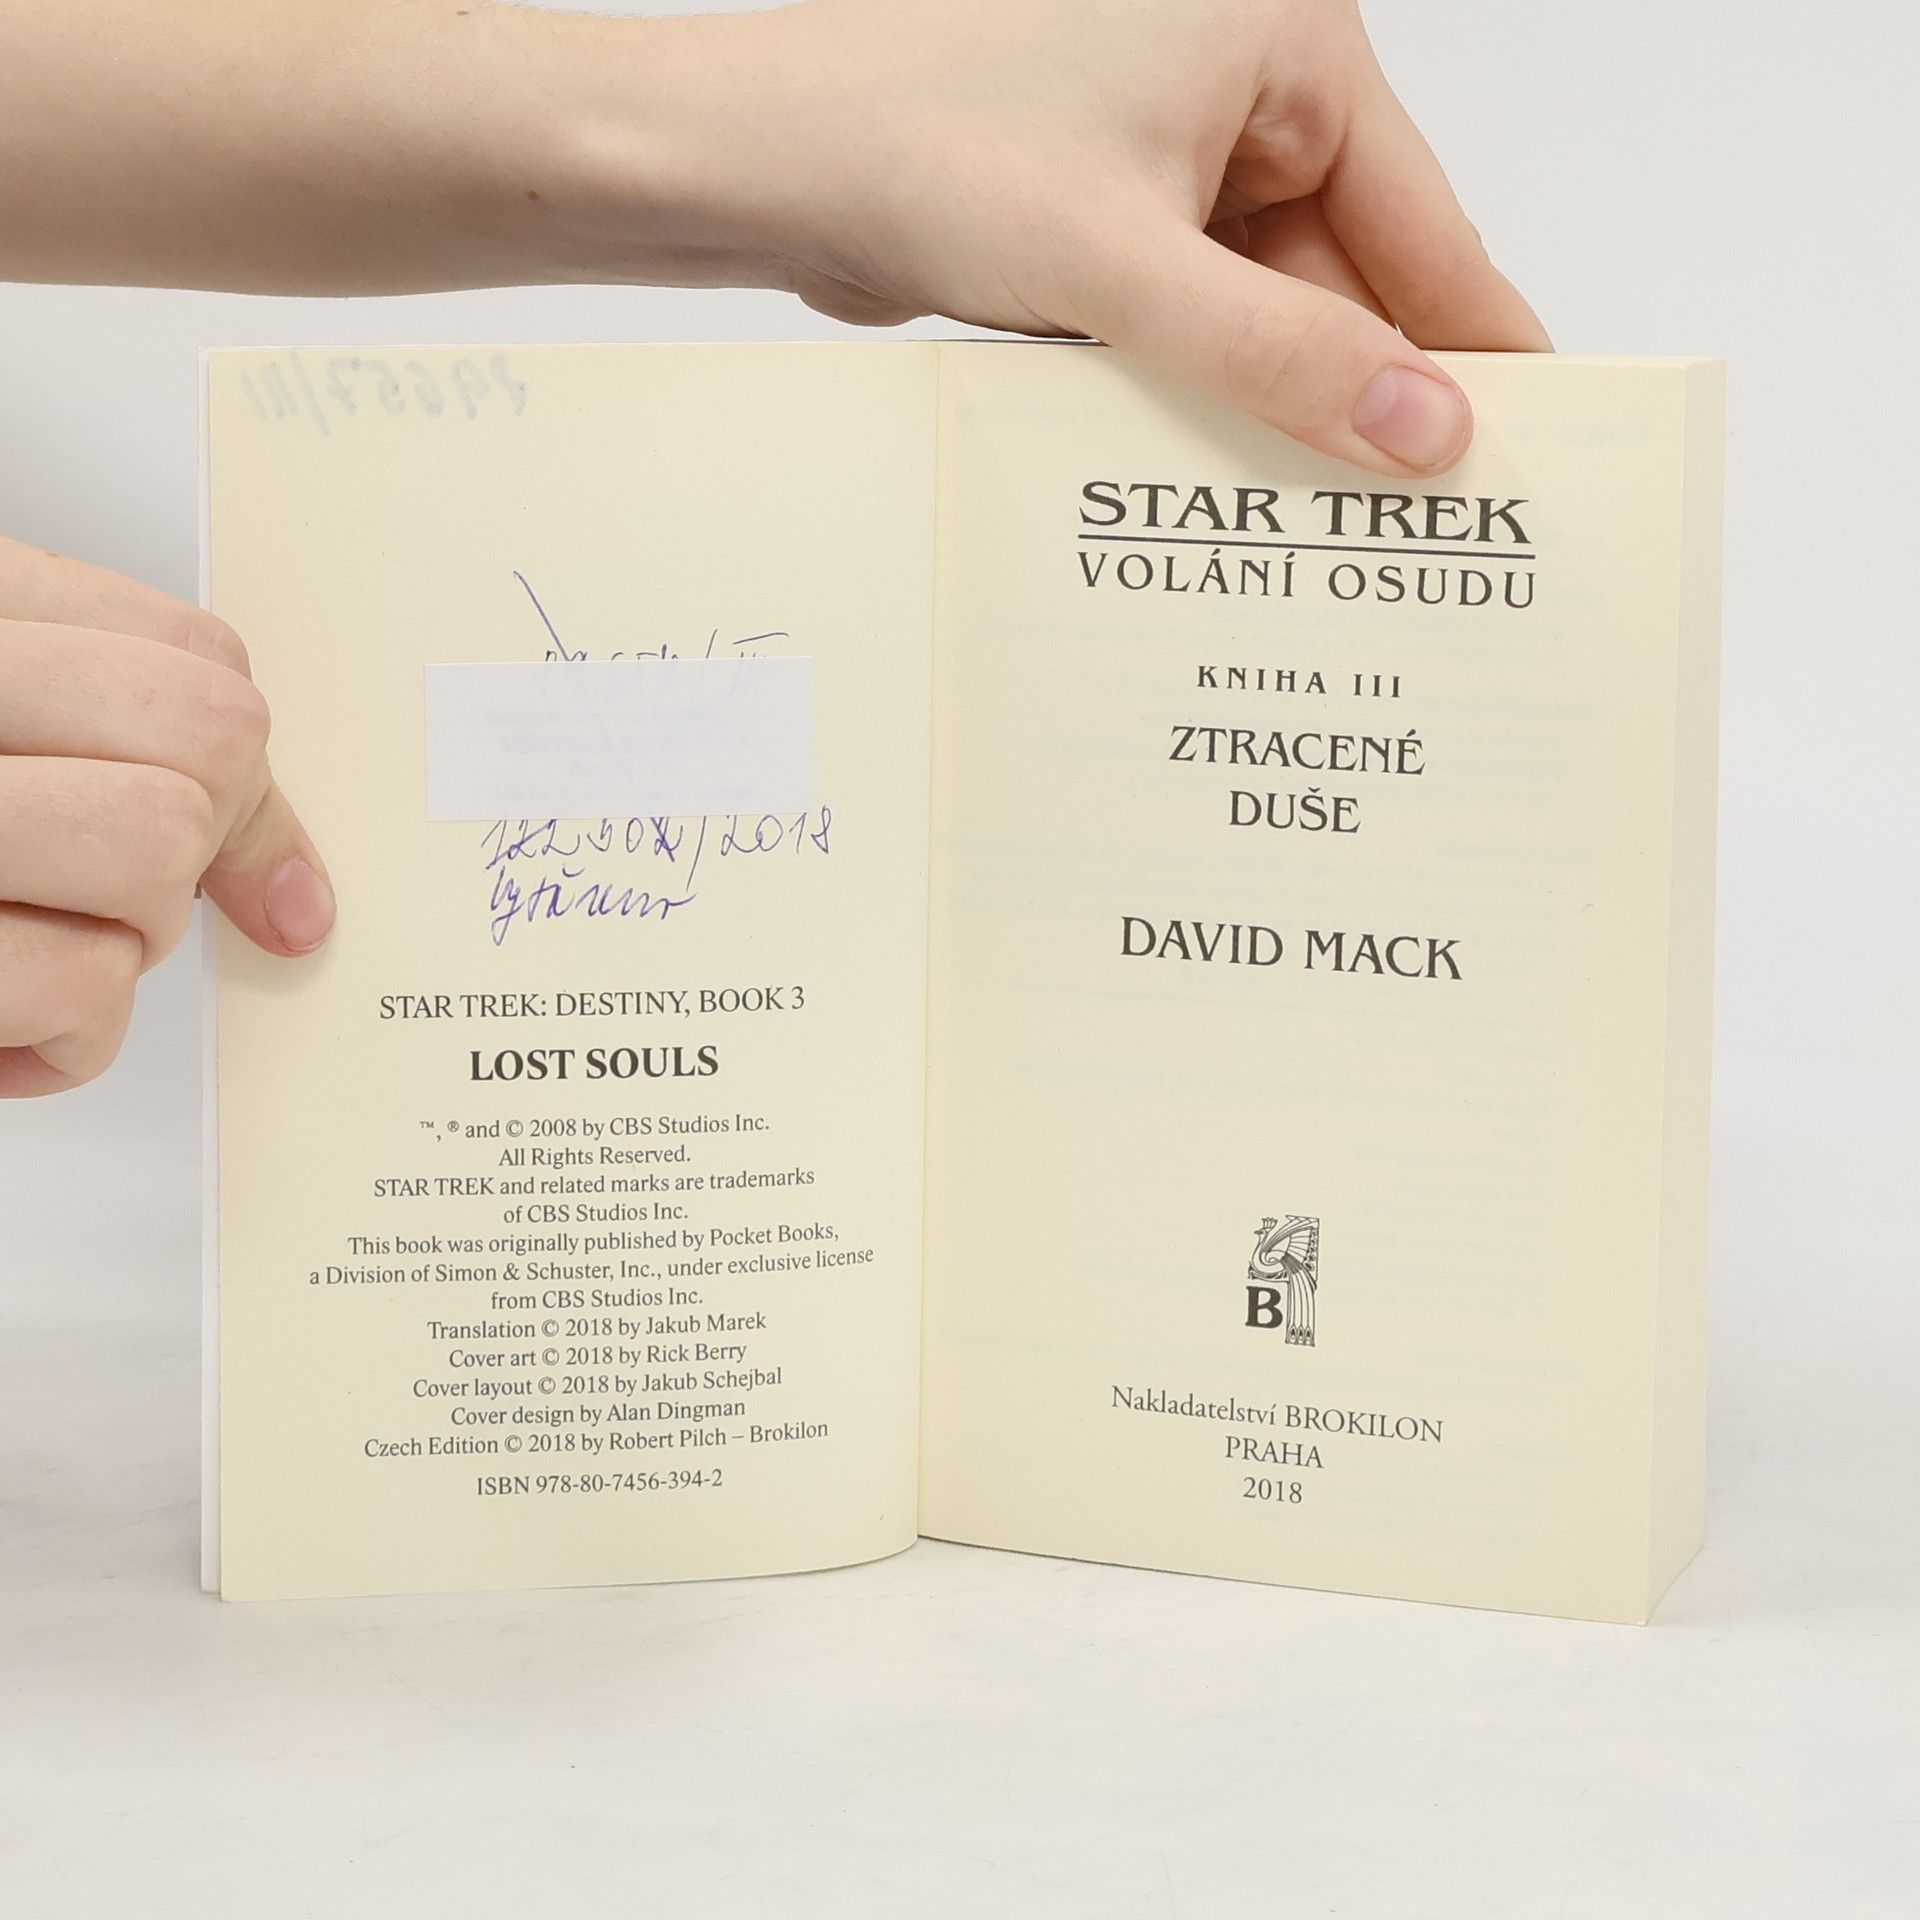 122 502/2018
STAR TREK: DESTINY, BOOK 3
LOST SOULS
™, ® and © 2008 by CBS Studios Inc.
All Rights Reserved.
STAR TREK and related marks are trademarks
of CBS Studios Inc.
This book was originally published by Pocket Books,
a Division of Simon & Schuster, Inc., under exclusive license
from CBS Studios Inc.
Translation © 2018 by Jakub Marek
Cover art © 2018 by Rick Berry
Cover layout © 2018 by Jakub Schejbal
Cover design by Alan Dingman
Czech Edition © 2018 by Robert Pilch – Brokilon
ISBN 978-80-7456-394-2
STAR TREK
VOLÁNÍ OSUDU
KNIHA III
ZTRACENÉ
DUŠE
DAVID MACK
B
Nakladatelství BROKILON
PRAHA
2018